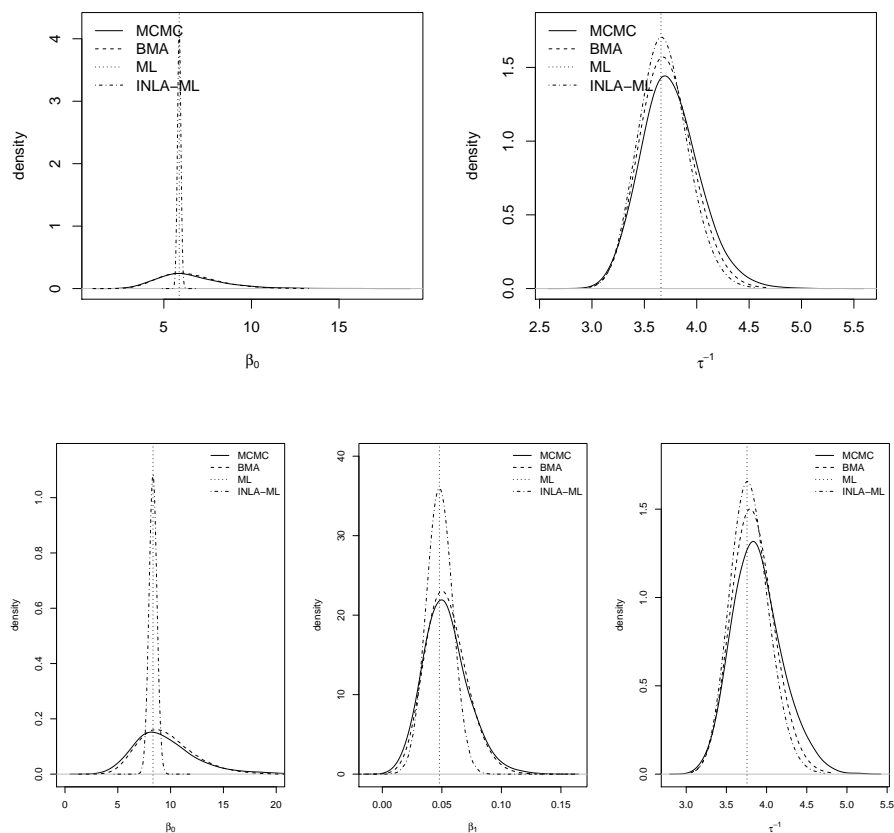 MCMC
BMA
ML
INLA−ML
density
0 1 2 3 4
5 10 15
β0
MCMC
BMA
ML
INLA−ML
density
0.0 0.5 1.0 1.5
2.5 3.0 3.5 4.0 4.5 5.0 5.5
τ−1
MCMC
BMA
ML
INLA−ML
density
0.0 0.2 0.4 0.6 0.8 1.0
0 5 10 15 20
β0
MCMC
BMA
ML
INLA−ML
density
0 10 20 30 40
0.00 0.05 0.10 0.15
β1
MCMC
BMA
ML
INLA−ML
density
0.0 0.5 1.0 1.5
3.0 3.5 4.0 4.5 5.0 5.5
τ−1